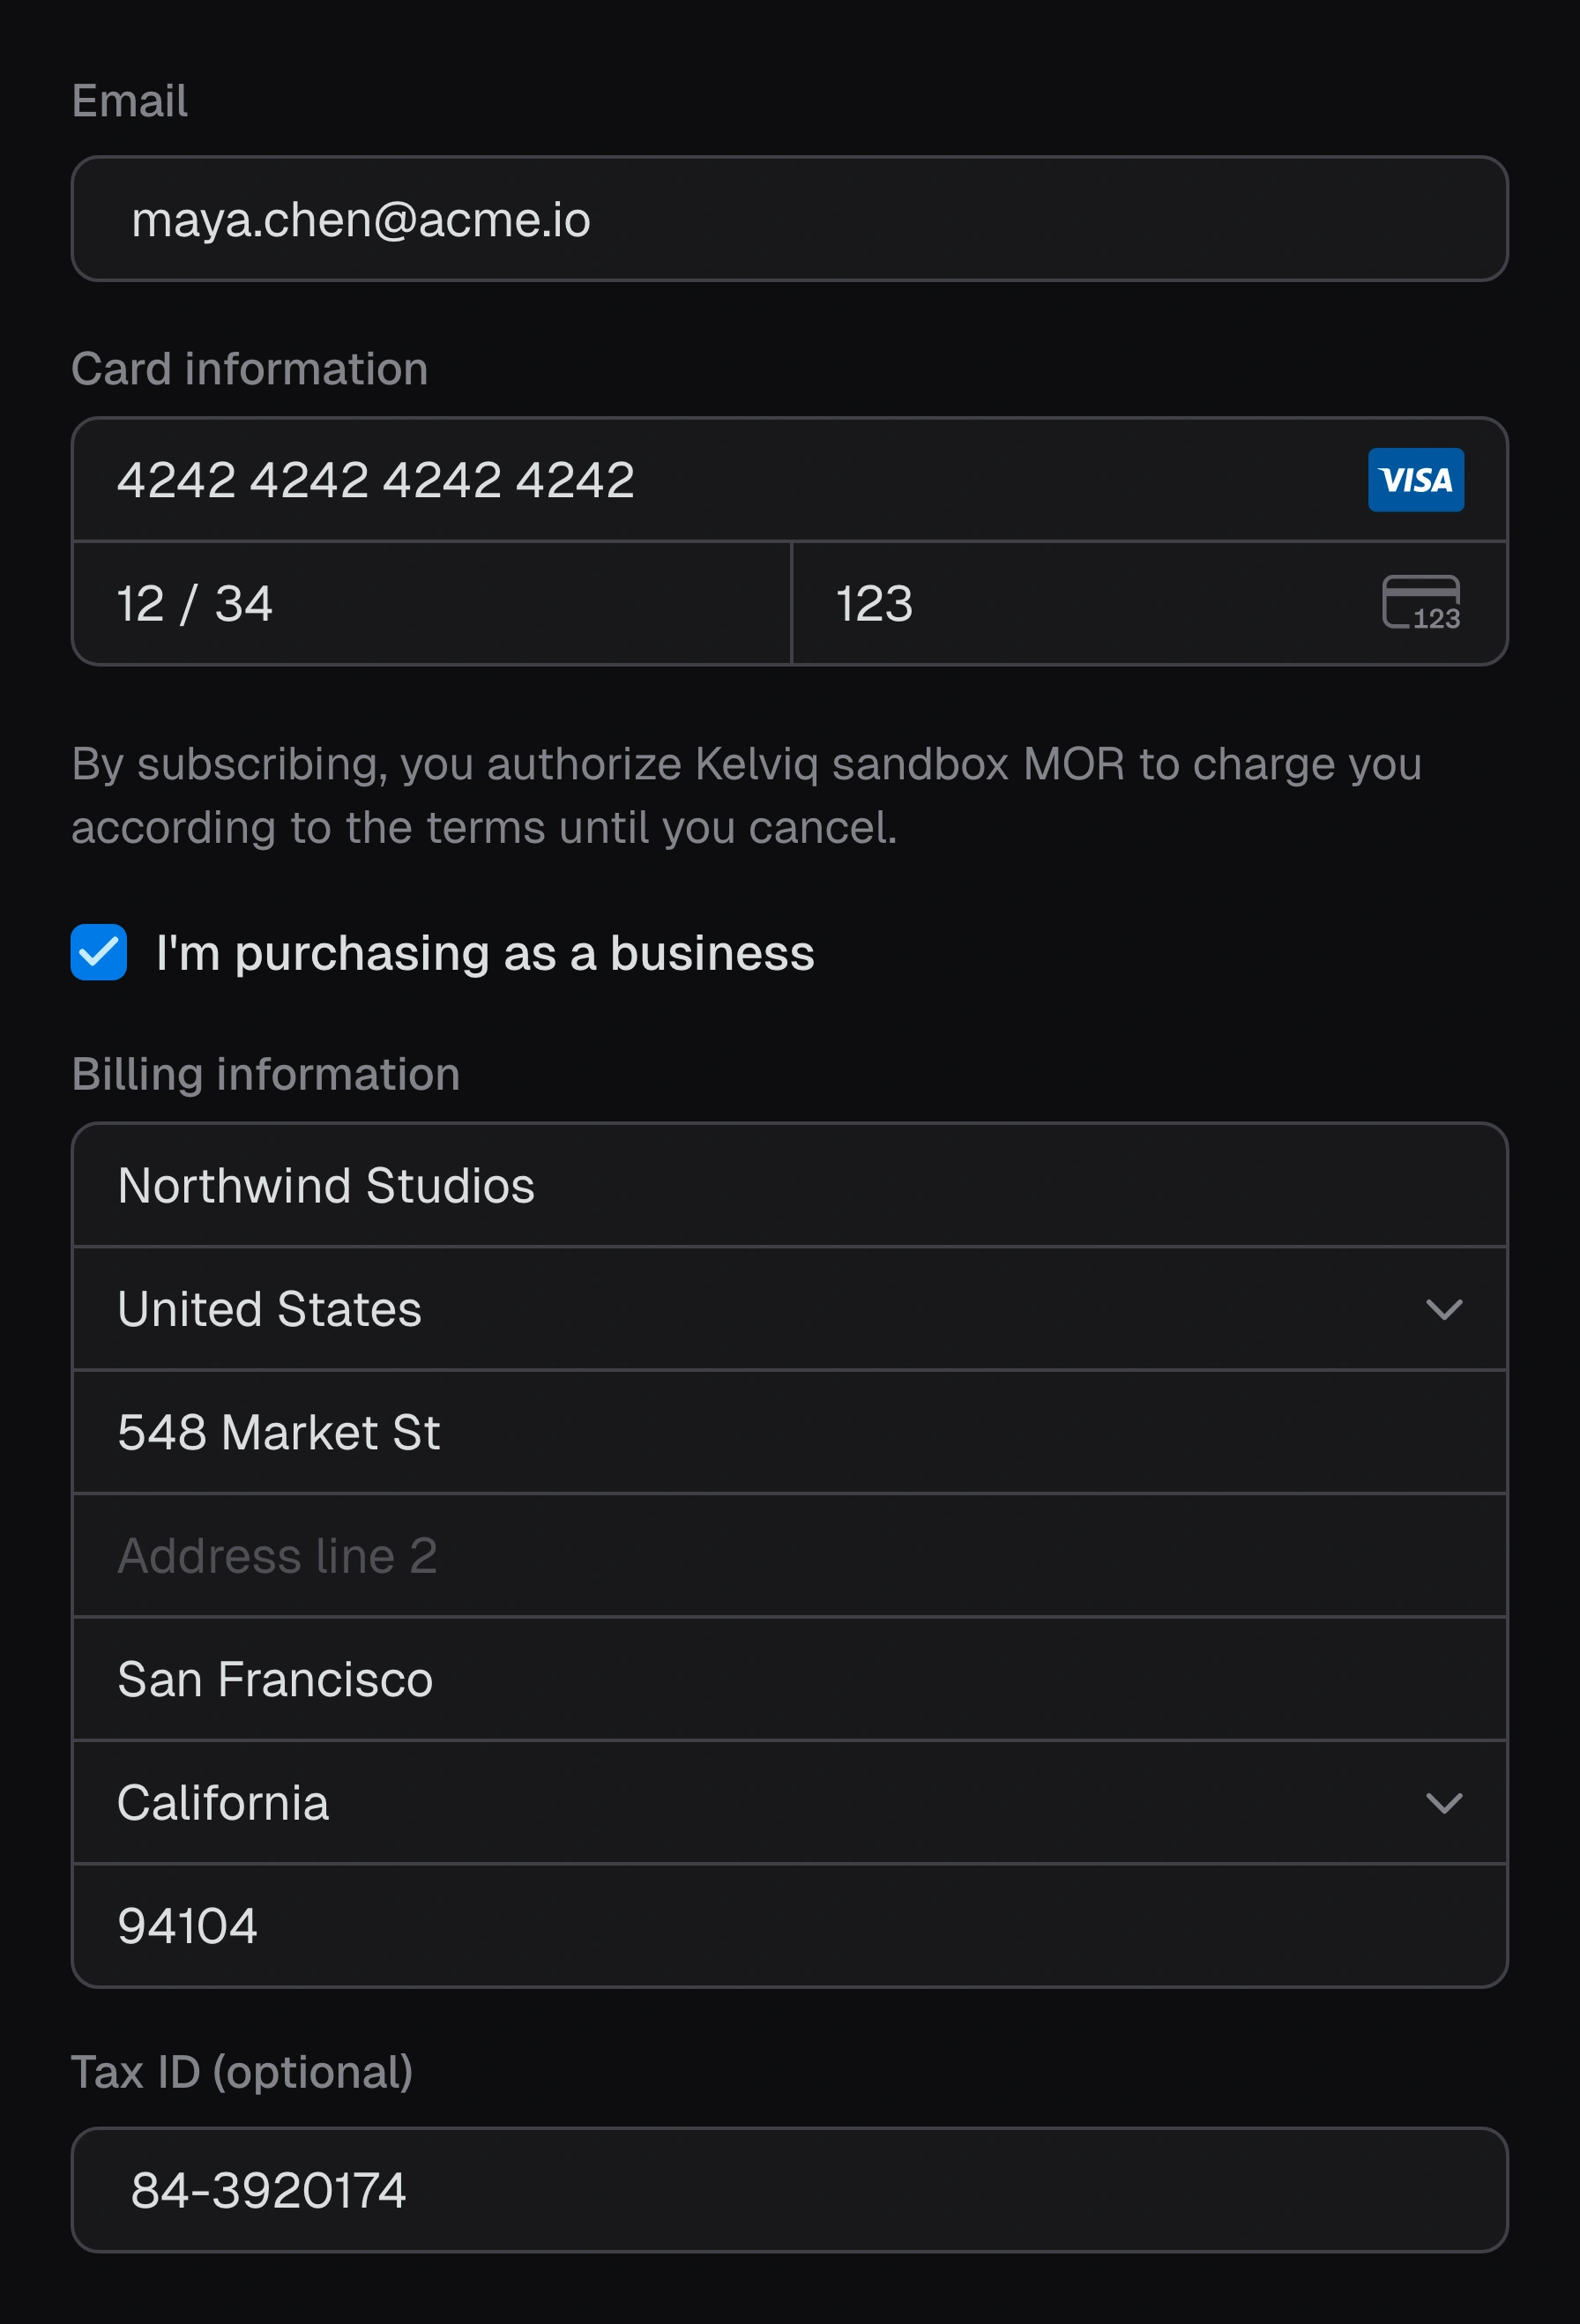 Email
maya.chen@acme.io
Card information
4242 4242 4242 4242
VISA
12 / 34
123
123
By subscribing, you authorize Kelviq sandbox MOR to charge you
according to the terms until you cancel.
I'm purchasing as a business
Billing information
Northwind Studios
United States
548 Market St
Address line 2
San Francisco
California
94104
Tax ID (optional)
84-3920174